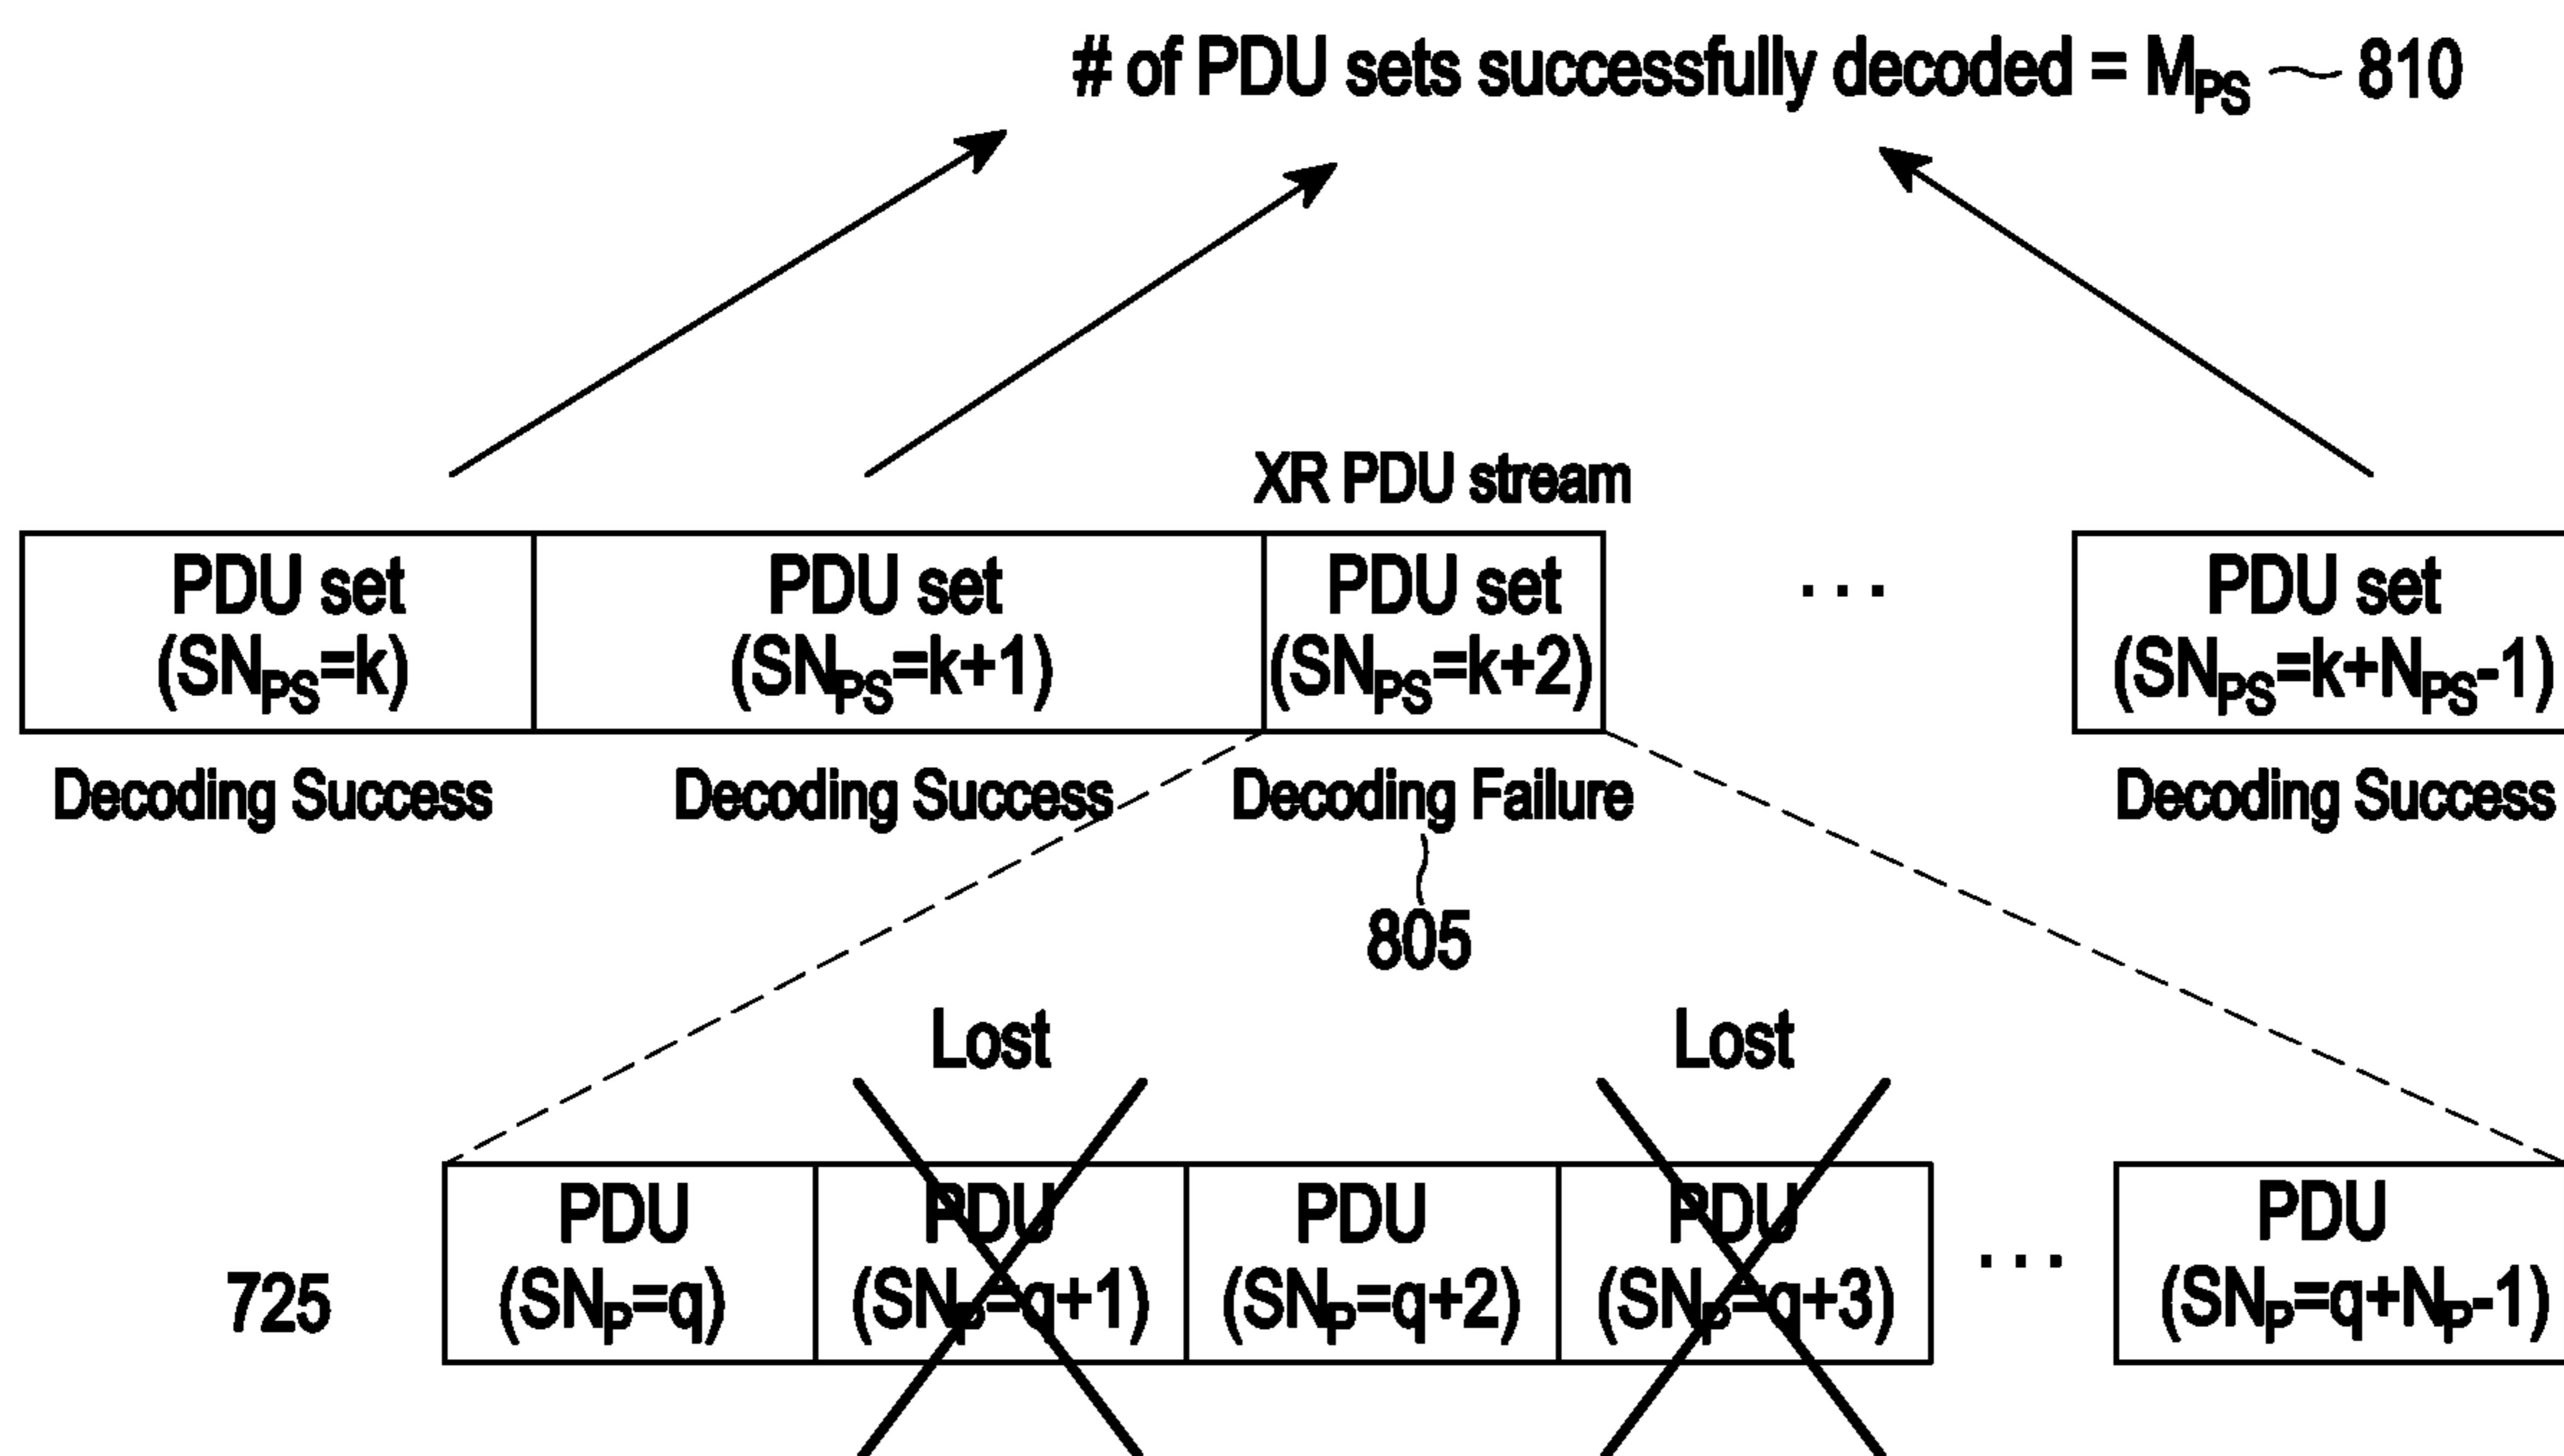 # of PDU sets successfully decoded = M_PS 810
XR PDU stream
PDU set PDU set PDU set ... PDU set
(SN_PS=k) (SN_PS=k+1) (SN_PS=k+2) (SN_PS=k+N_PS-1)
Decoding Success Decoding Success Decoding Failure Decoding Success
805
Lost Lost
PDU PDU PDU PDU ... PDU
725 (SN_P=q) (SN_P=q+1) (SN_P=q+2) (SN_P=q+3) (SN_P=q+N_P-1)